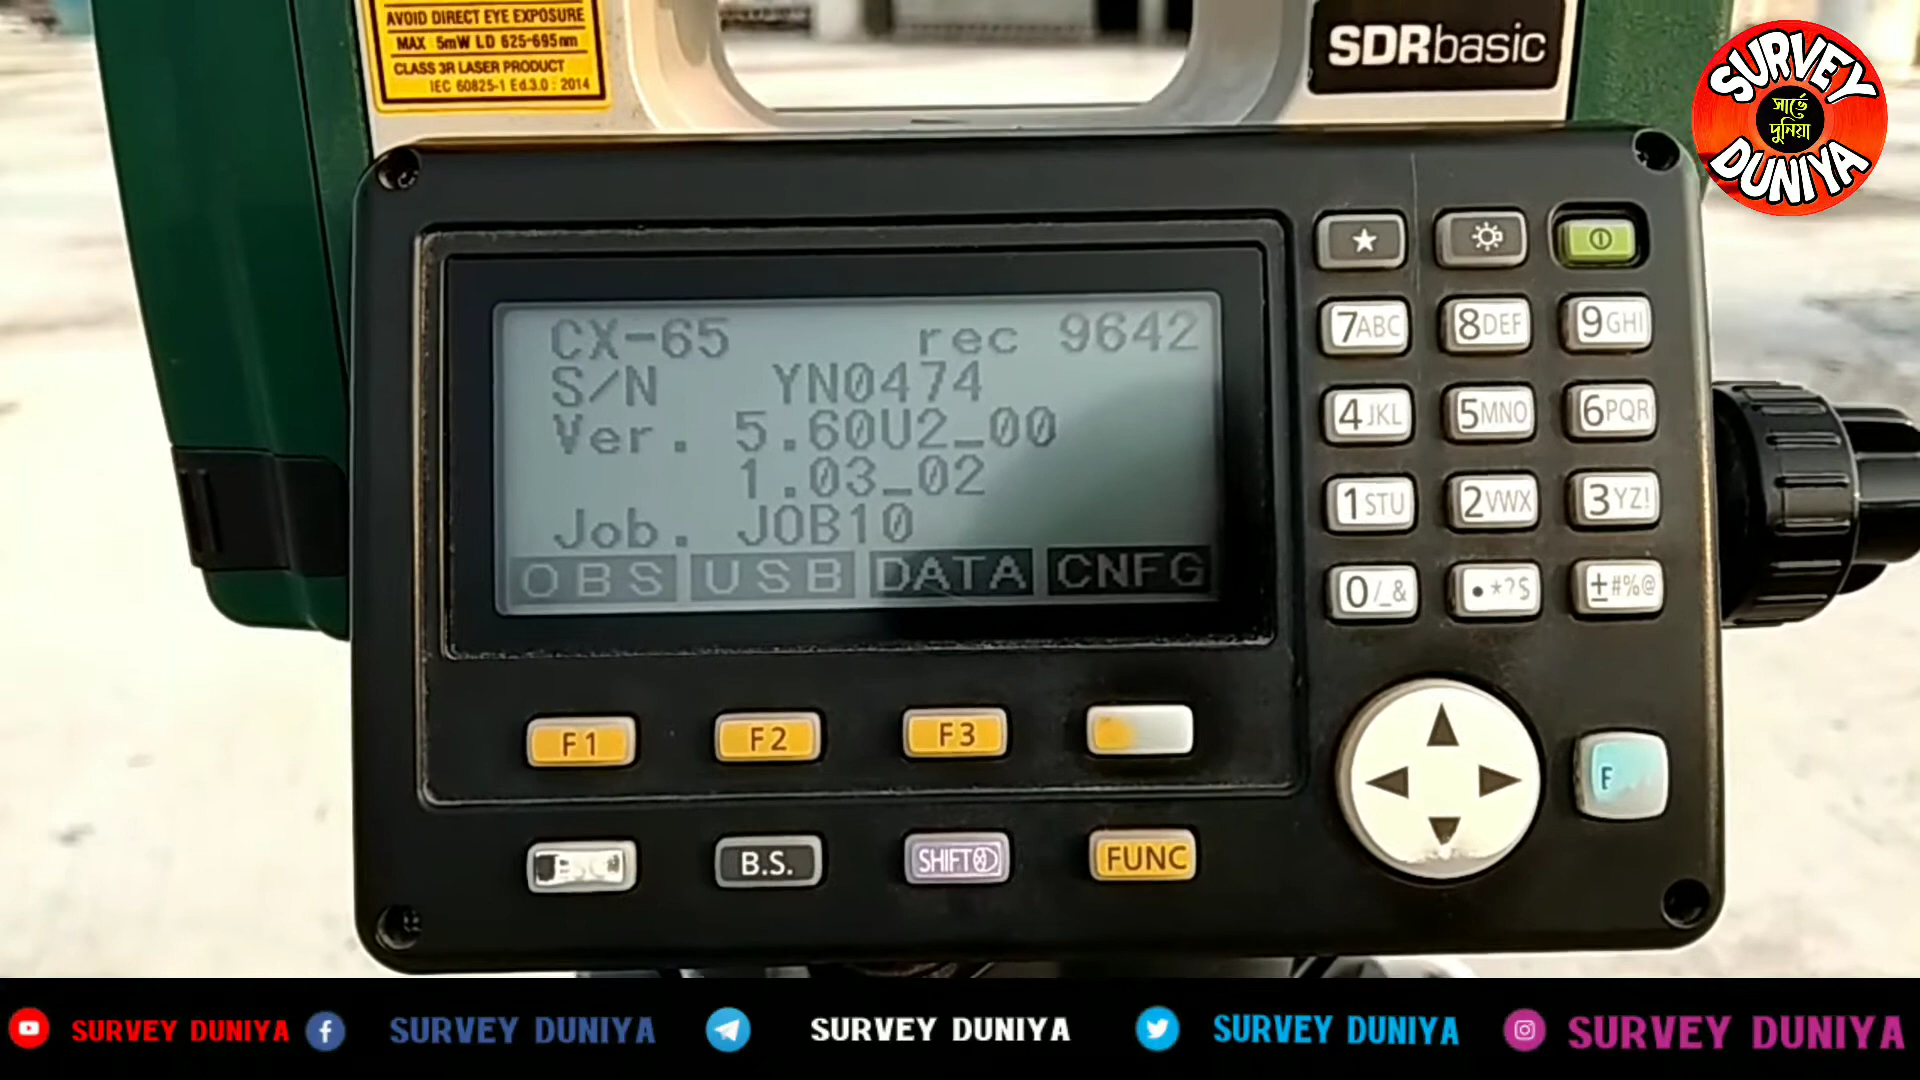 AVOID DIRECT EYE EXPOSURE
MAX 5mW LD 625-695nm
CLASS 3R LASER PRODUCT
IEC 60825-1 Ed.3.0 : 2014
SDRbasic
SURVEY
সার্ভে
দুনিয়া
DUNIYA
CX-65 rec 9642
S/N YN0474
Ver. 5.60U2_00
1.03_02
Job. JOB10
OBS USB DATA CNFG
7ABC 8DEF 9GHI
4JKL 5MNO 6PQR
1STU 2VWX 3YZ!
0/_& •*?$ ±#%@
F1 F2 F3
B.S. SHIFT FUNC
SURVEY DUNIYA SURVEY DUNIYA SURVEY DUNIYA SURVEY DUNIYA SURVEY DUNIYA